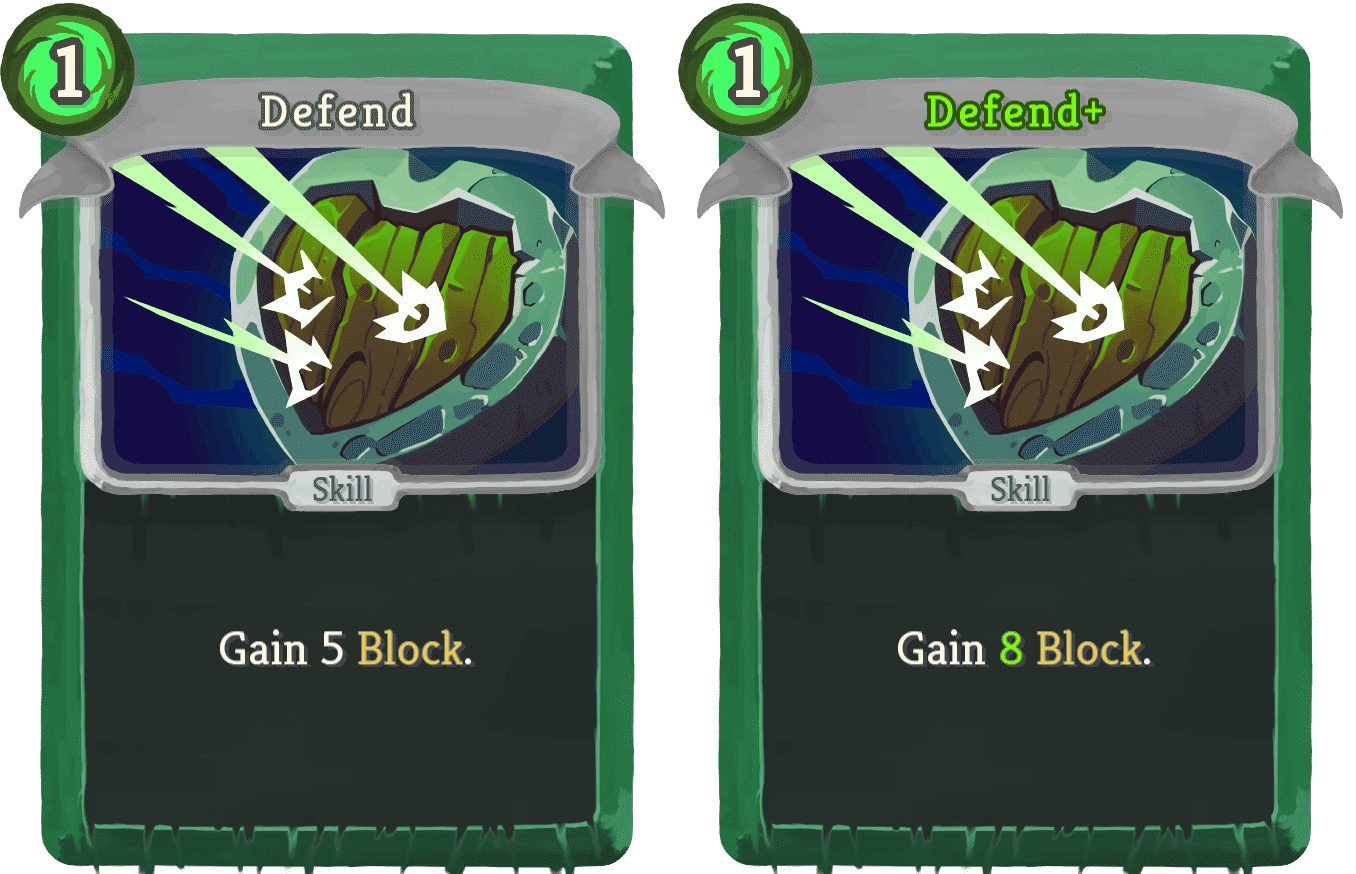 1
Defend
Skill
Gain 5 Block.
1
Defend+
Skill
Gain 8 Block.